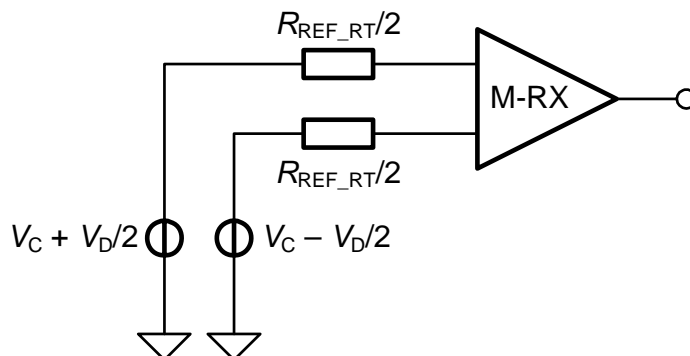 R_REF_RT/2
M-RX
R_REF_RT/2
V_C + V_D/2
V_C – V_D/2